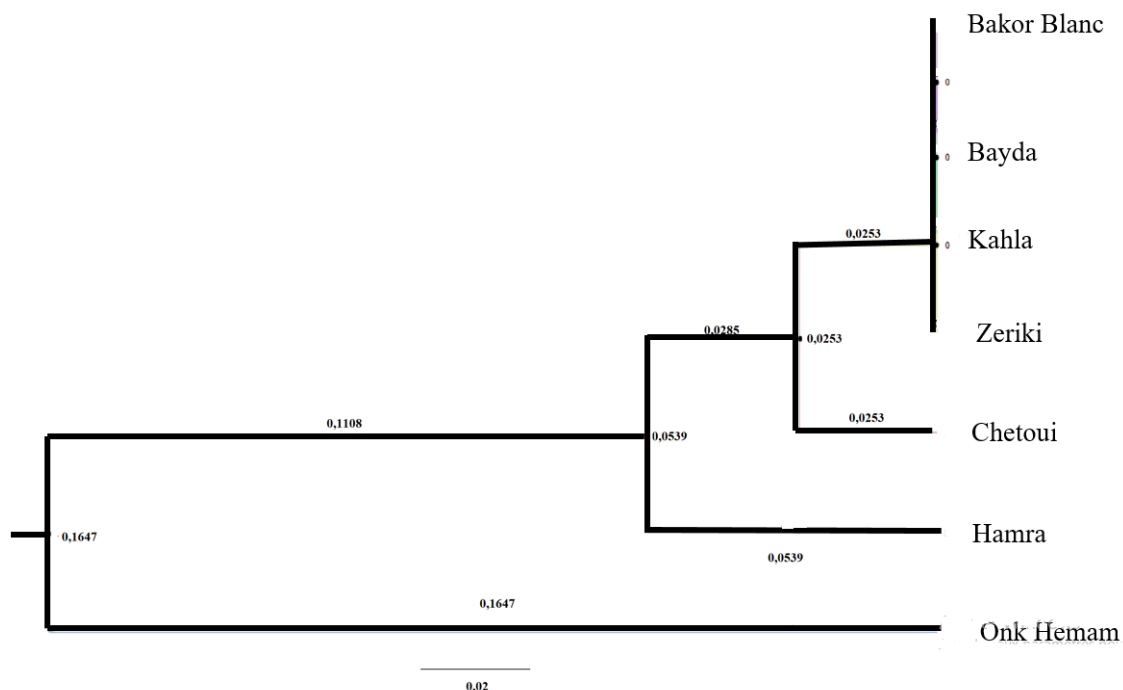 Bakor Blanc
0
Bayda
0
0,0253
Kahla
0
0,0285
Zeriki
0,0253
0,0253
Chetoui
0,1108
0,0539
Hamra
0,1647
0,0539
0,1647
Onk Hemam
0.02